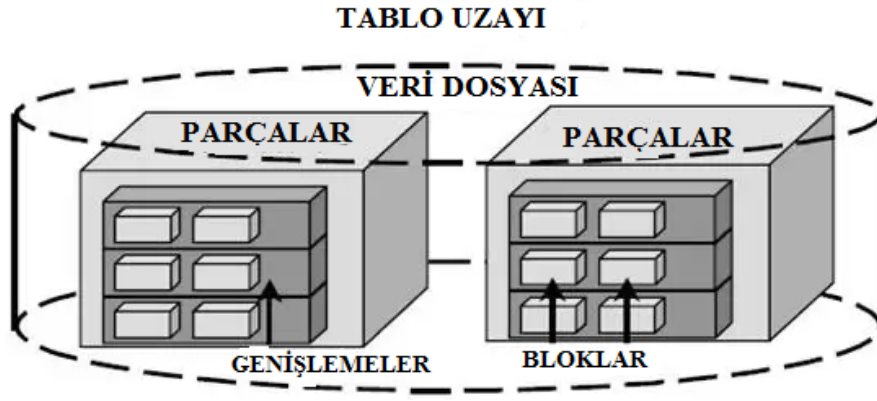 TABLO UZAYI
VERİ DOSYASI
PARÇALAR
PARÇALAR
GENİŞLEMELER
BLOKLAR